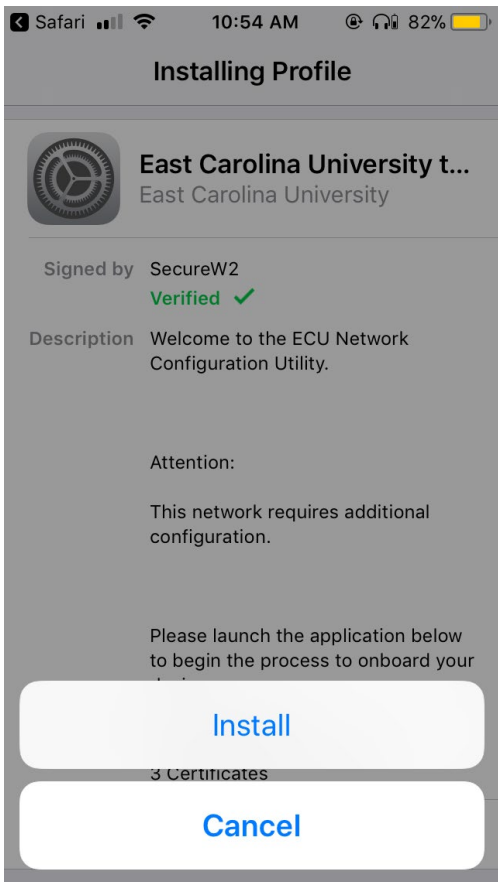 Safari 10:54 AM 82%
Installing Profile
East Carolina University t...
East Carolina University
Signed by SecureW2
Verified
Description Welcome to the ECU Network
Configuration Utility.
Attention:
This network requires additional
configuration.
Please launch the application below
to begin the process to onboard your
Install
3 Certificates
Cancel